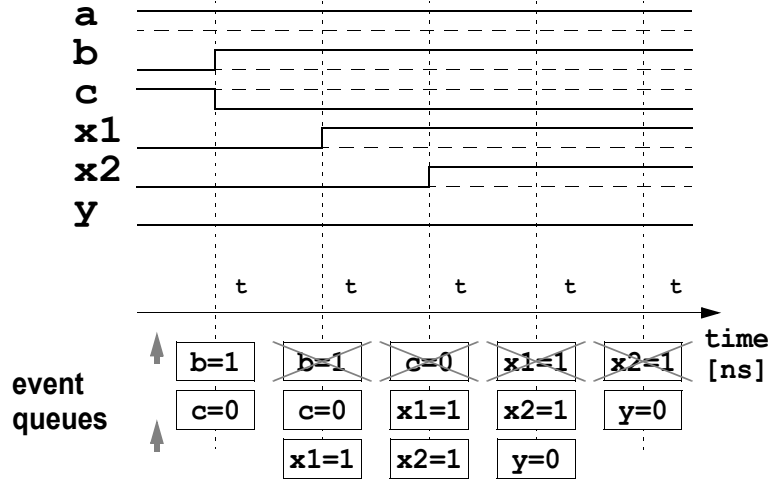 a
b
c
x1
x2
y
t t t t t
time
[ns]
event
queues
b=1 b=1 c=0 x1=1 x2=1
c=0 c=0 x1=1 x2=1 y=0
x1=1 x2=1 y=0